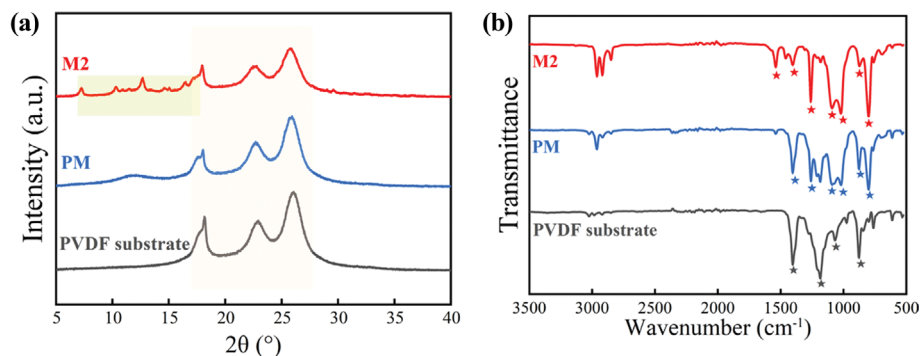 (a)
M2
PM
PVDF substrate
Intensity (a.u.)
5 10 15 20 25 30 35 40
2θ (°)
(b)
M2
PM
PVDF substrate
Transmittance
3500 3000 2500 2000 1500 1000 500
Wavenumber (cm⁻¹)